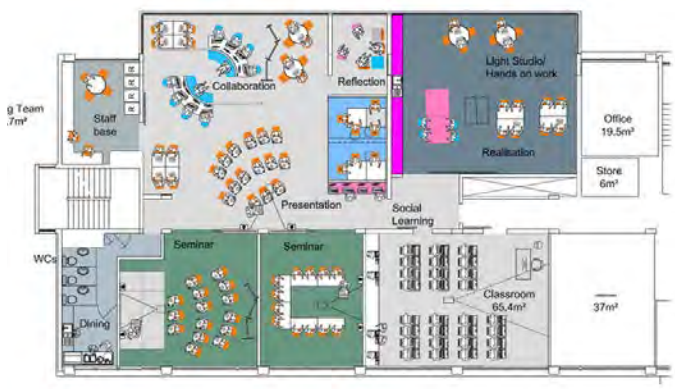 Light Studio/
Hands on work
Collaboration
Reflection
g Team
.7m²
Staff
base
R
R
R
R
Office
19.5m²
Realisation
Store
6m²
Presentation
Social
Learning
WCs
Seminar
Seminar
Classroom
65.4m²
37m²
Dining